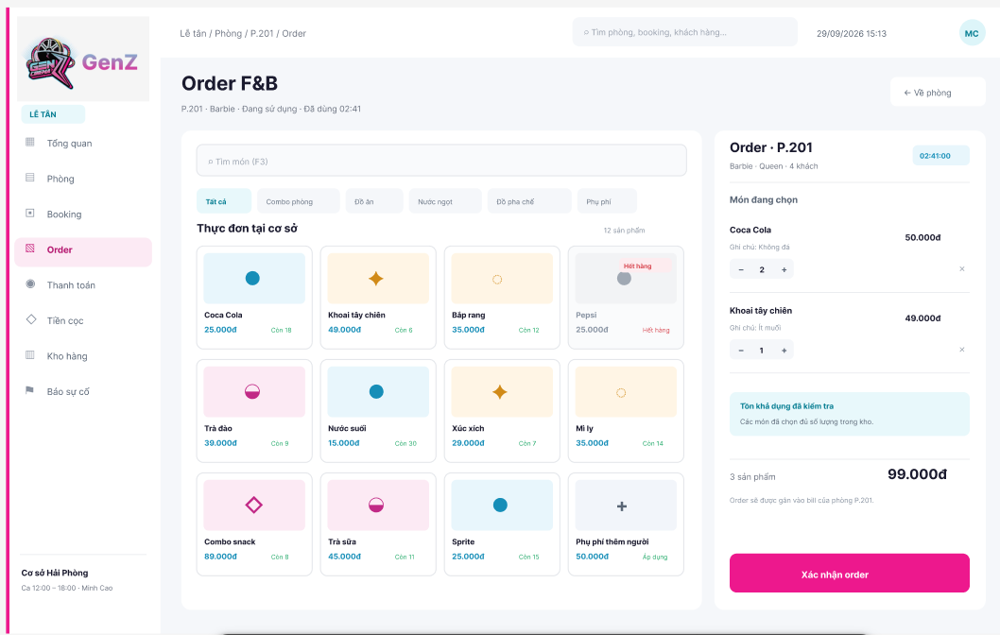 GEN CINEMA
GenZ
LỄ TÂN
Tổng quan
Phòng
Booking
Order
Thanh toán
Tiền cọc
Kho hàng
Báo sự cố
Cơ sở Hải Phòng
Ca 12:00 – 18:00 · Minh Cao
Lễ tân / Phòng / P.201 / Order
Tìm phòng, booking, khách hàng...
29/09/2026 15:13
MC
Order F&B
P.201 · Barbie · Đang sử dụng · Đã dùng 02:41
← Về phòng
Tìm món (F3)
Tất cả
Combo phòng
Đồ ăn
Nước ngọt
Đồ pha chế
Phụ phí
Thực đơn tại cơ sở
12 sản phẩm
Coca Cola
25.000đ
Còn 18
Khoai tây chiên
49.000đ
Còn 6
Bắp rang
35.000đ
Còn 12
Hết hàng
Pepsi
25.000đ
Hết hàng
Trà đào
39.000đ
Còn 9
Nước suối
15.000đ
Còn 30
Xúc xích
29.000đ
Còn 7
Mì ly
35.000đ
Còn 14
Combo snack
89.000đ
Còn 8
Trà sữa
45.000đ
Còn 11
Sprite
25.000đ
Còn 15
Phụ phí thêm người
50.000đ
Áp dụng
Order · P.201
02:41:00
Barbie · Queen · 4 khách
Món đang chọn
Coca Cola
50.000đ
Ghi chú: Không đá
− 2 +
×
Khoai tây chiên
49.000đ
Ghi chú: Ít muối
− 1 +
×
Tồn khả dụng đã kiểm tra
Các món đã chọn đủ số lượng trong kho.
3 sản phẩm
99.000đ
Order sẽ được gắn vào bill của phòng P.201.
Xác nhận order